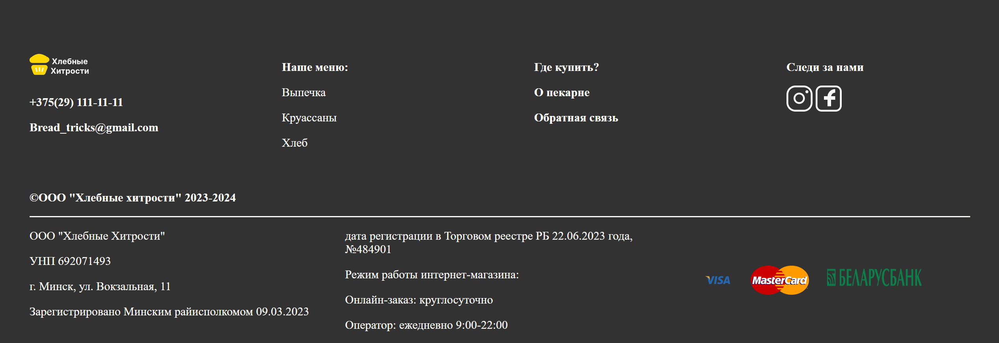 Хлебные
Хитрости
+375(29) 111-11-11
Bread_tricks@gmail.com
Наше меню:
Выпечка
Круассаны
Хлеб
Где купить?
О пекарне
Обратная связь
Следи за нами
©ООО "Хлебные хитрости" 2023-2024
ООО "Хлебные Хитрости"
УНП 692071493
г. Минск, ул. Вокзальная, 11
Зарегистрировано Минским райисполкомом 09.03.2023
дата регистрации в Торговом реестре РБ 22.06.2023 года,
№484901
Режим работы интернет-магазина:
Онлайн-заказ: круглосуточно
Оператор: ежедневно 9:00-22:00
VISA
MasterCard
БЕЛАРУСБАНК